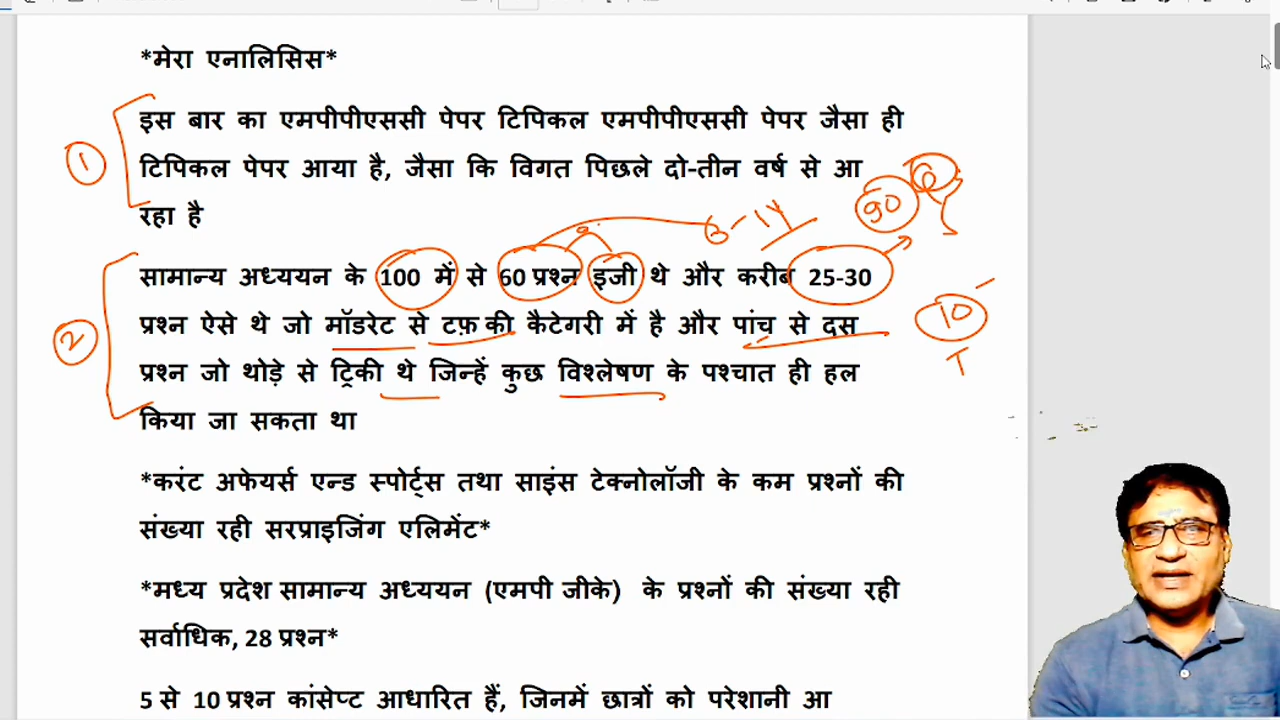 *मेरा एनालिसिस*
इस बार का एमपीपीएससी पेपर टिपिकल एमपीपीएससी पेपर जैसा ही
1
टिपिकल पेपर आया है, जैसा कि विगत पिछले दो-तीन वर्ष से आ
रहा है
90
सामान्य अध्ययन के 100 में से 60 प्रश्न इजी थे और करीब 25-30
प्रश्न ऐसे थे जो मॉडरेट से टफ़ की कैटेगरी में है और पांच से दस
10
2
प्रश्न जो थोड़े से ट्रिकी थे जिन्हें कुछ विश्लेषण के पश्चात ही हल
T
किया जा सकता था
*करंट अफेयर्स एन्ड स्पोर्ट्स तथा साइंस टेक्नोलॉजी के कम प्रश्नों की
संख्या रही सरप्राइजिंग एलिमेंट*
*मध्य प्रदेश सामान्य अध्ययन (एमपी जीके) के प्रश्नों की संख्या रही
सर्वाधिक, 28 प्रश्न*
5 से 10 प्रश्न कांसेप्ट आधारित हैं, जिनमें छात्रों को परेशानी आ